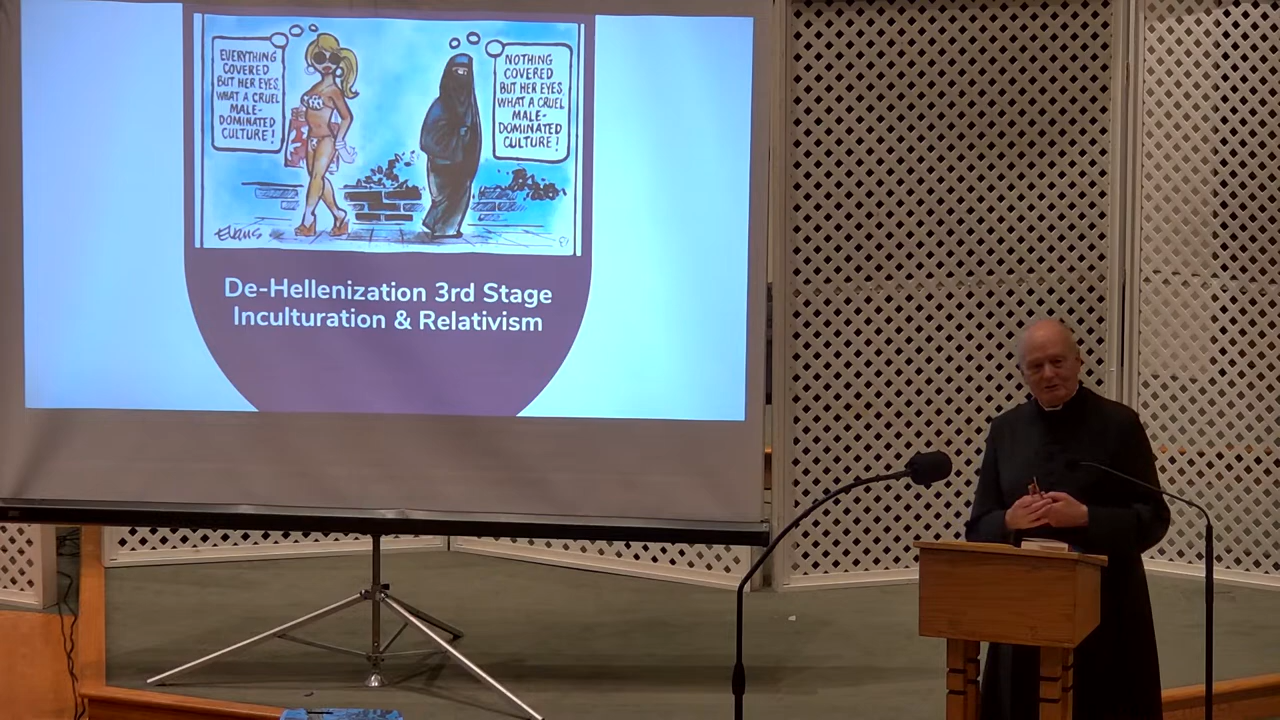 EVERYTHING
COVERED
BUT HER EYES,
WHAT A CRUEL
MALE-
DOMINATED
CULTURE!
NOTHING
COVERED
BUT HER EYES,
WHAT A CRUEL
MALE-
DOMINATED
CULTURE!
De-Hellenization 3rd Stage
Inculturation & Relativism